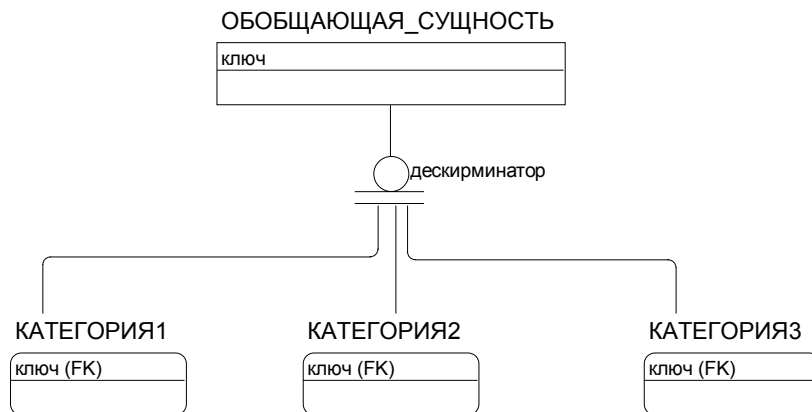 ОБОБЩАЮЩАЯ_СУЩНОСТЬ
ключ
дескирминатор
КАТЕГОРИЯ1
КАТЕГОРИЯ2
КАТЕГОРИЯ3
ключ (FK)
ключ (FK)
ключ (FK)